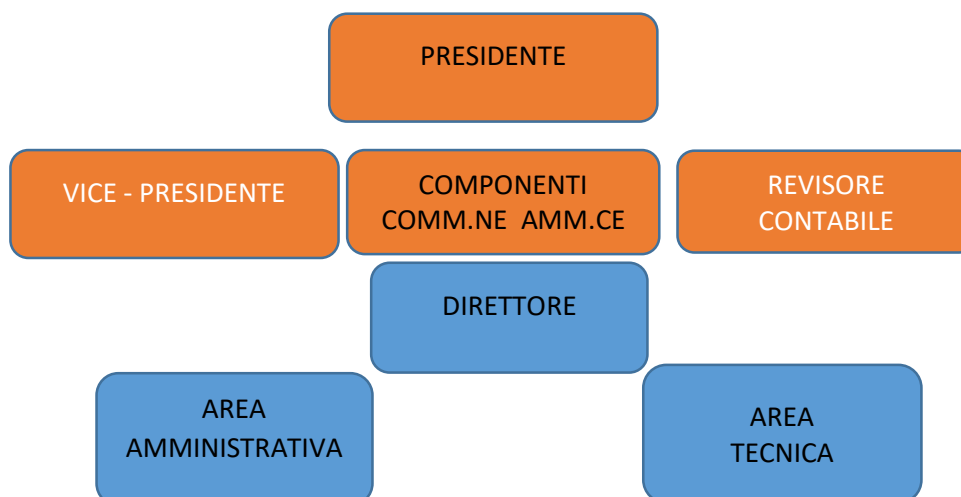 PRESIDENTE
VICE - PRESIDENTE
COMPONENTI
COMM.NE AMM.CE
REVISORE
CONTABILE
DIRETTORE
AREA
AMMINISTRATIVA
AREA
TECNICA